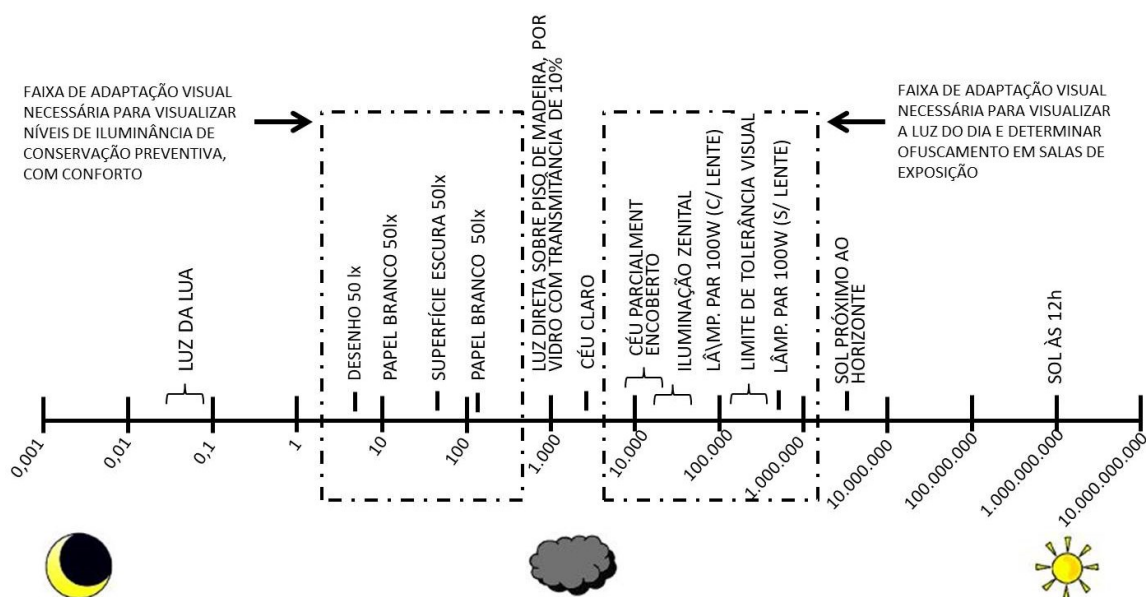 FAIXA DE ADAPTAÇÃO VISUAL
NECESSÁRIA PARA VISUALIZAR
NÍVEIS DE ILUMINÂNCIA DE
CONSERVAÇÃO PREVENTIVA,
COM CONFORTO
FAIXA DE ADAPTAÇÃO VISUAL
NECESSÁRIA PARA VISUALIZAR
A LUZ DO DIA E DETERMINAR
OFUSCAMENTO EM SALAS DE
EXPOSIÇÃO
LUZ DA LUA
DESENHO 50 lx
PAPEL BRANCO 50lx
SUPERFÍCIE ESCURA 50lx
PAPEL BRANCO 50lx
LUZ DIRETA SOBRE PISO DE MADEIRA, POR
VIDRO COM TRANSMITÂNCIA DE 10%
CÉU CLARO
CÉU PARCIALMENT
ENCOBERTO
ILUMINAÇÃO ZENITAL
LÂ\MP. PAR 100W (C/ LENTE)
LIMITE DE TOLERÂNCIA VISUAL
LÂMP. PAR 100W (S/ LENTE)
SOL PRÓXIMO AO
HORIZONTE
SOL ÀS 12h
0,001
0,01
0,1
1
10
100
1.000
10.000
100.000
1.000.000
10.000.000
100.000.000
1.000.000.000
10.000.000.000